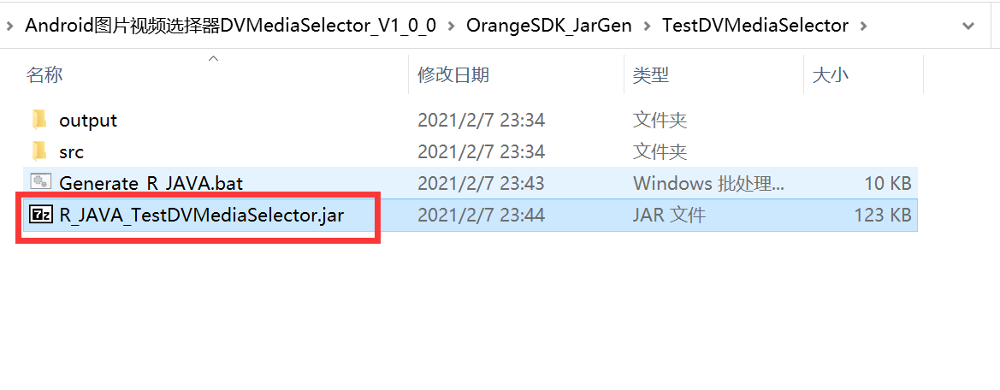 Android图片视频选择器DVMediaSelector_V1_0_0 > OrangeSDK_JarGen > TestDVMediaSelector >
名称 修改日期 类型 大小
output 2021/2/7 23:34 文件夹
src 2021/2/7 23:34 文件夹
Generate_R_JAVA.bat 2021/2/7 23:43 Windows 批处理... 10 KB
R_JAVA_TestDVMediaSelector.jar 2021/2/7 23:44 JAR 文件 123 KB